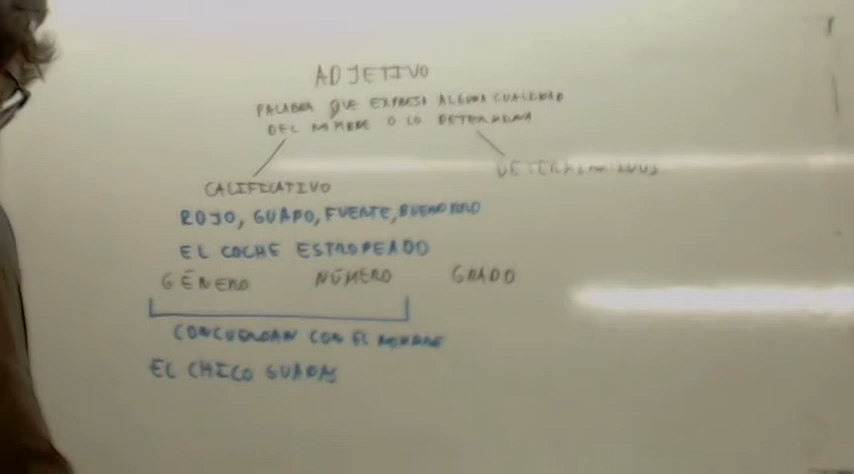 ADJETIVO
PALABRA QUE EXPRESA ALGUNA CUALIDAD
DEL NOMBRE O LO DETERMINA
CALIFICATIVO
ROJO, GUAPO, FUERTE,
EL COCHE ESTROPEADO
GÉNERO NÚMERO GRADO
CONCUERDAN CON EL NOMBRE
EL CHICO